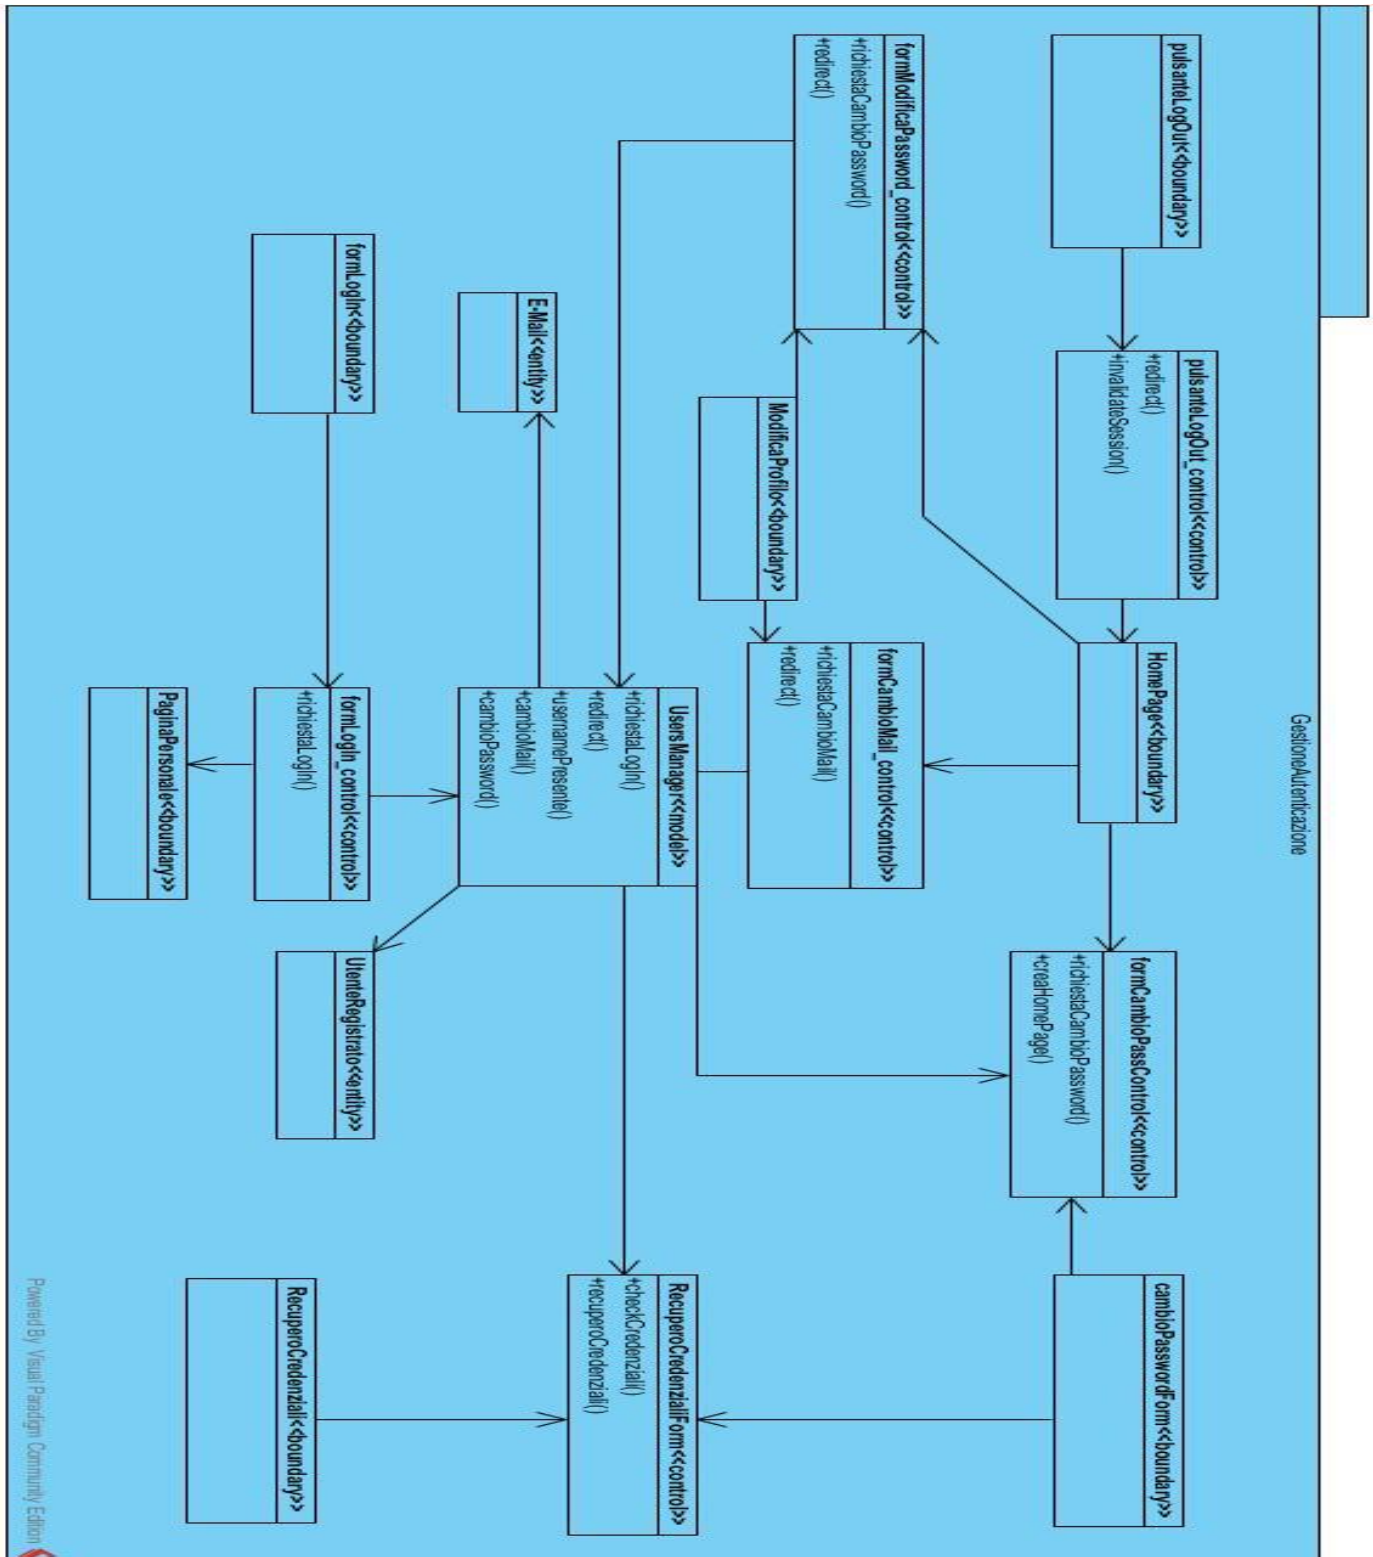 GestioneAutenticazione
pulsanteLogOut<<boundary>>
pulsanteLogOut_control<<control>>
+redirect()
+invalidateSession()
HomePage<<boundary>>
formCambioPassControl<<control>>
+richiestaCambioPassword()
+creaHomePage()
cambioPasswordForm<<boundary>>
formModificaPassword_control<<control>>
+richiestaCambioPassword()
+redirect()
ModificaProfilo<<boundary>>
formCambioMail_control<<control>>
+richiestaCambioMail()
+redirect()
E-Mail<<entity>>
UsersManager<<model>>
+richiestaLogIn()
+redirect()
+usernamePresente()
+cambioMail()
+cambioPassword()
RecuperoCredenzialiForm<<control>>
+checkCredenziali()
+recuperoCredenziali()
formLogIn<<boundary>>
formLogIn_control<<control>>
+richiestaLogIn()
UtenteRegistrato<<entity>>
RecuperoCredenziali<<boundary>>
PaginaPersonale<<boundary>>
Powered By Visual Paradigm Community Edition